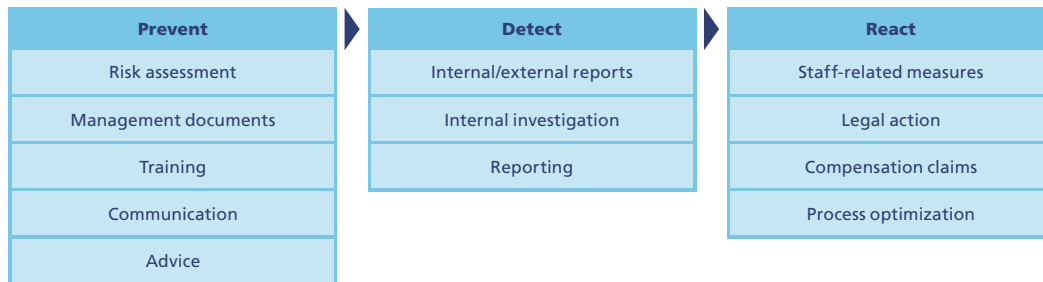 Prevent
Risk assessment
Management documents
Training
Communication
Advice
Detect
Internal/external reports
Internal investigation
Reporting
React
Staff-related measures
Legal action
Compensation claims
Process optimization